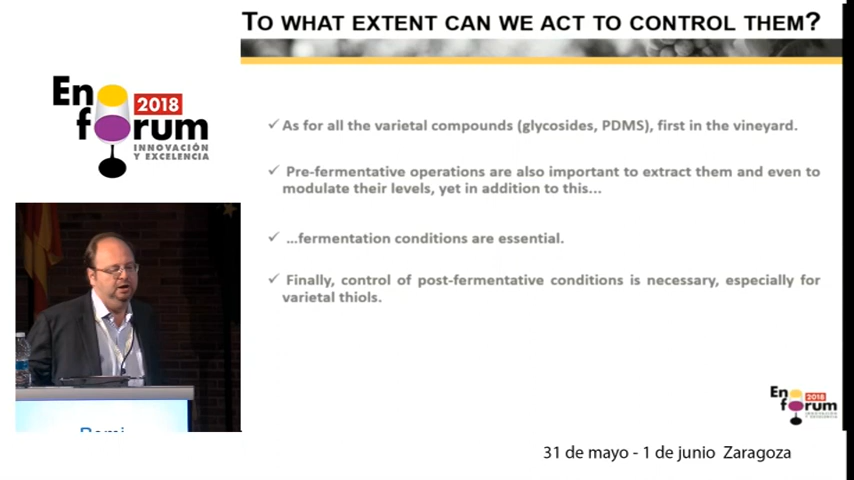 TO WHAT EXTENT CAN WE ACT TO CONTROL THEM?
En
2018
forum
INNOVACIÓN
Y EXCELENCIA
✓ As for all the varietal compounds (glycosides, PDMS), first in the vineyard.
✓ Pre-fermentative operations are also important to extract them and even to
modulate their levels, yet in addition to this...
✓ ...fermentation conditions are essential.
✓ Finally, control of post-fermentative conditions is necessary, especially for
varietal thiols.
En
2018
forum
31 de mayo - 1 de junio Zaragoza